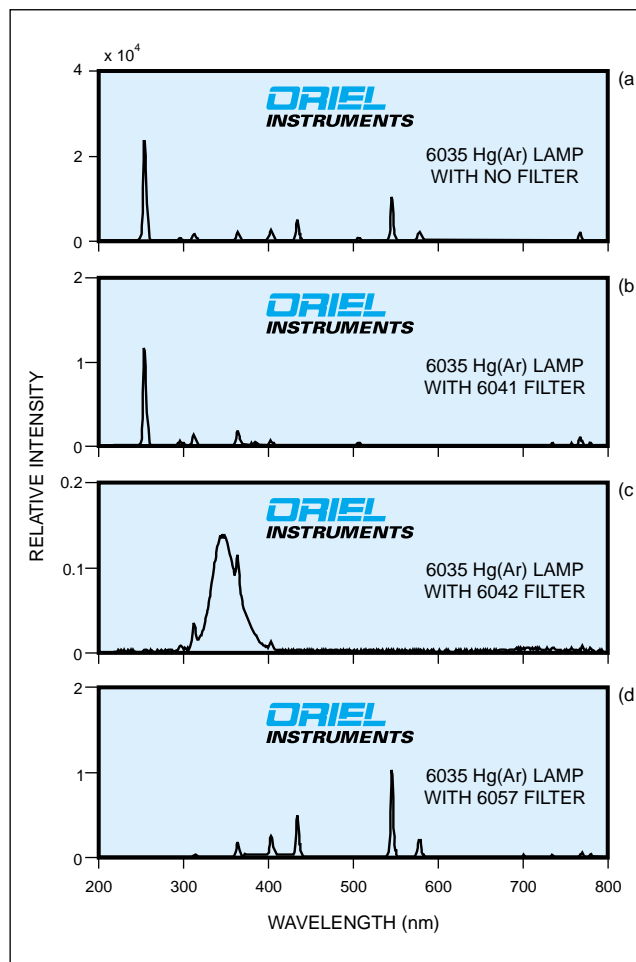 x 10⁴
(a
4
2
0
ORIEL
INSTRUMENTS
6035 Hg(Ar) LAMP
WITH NO FILTER
(b
2
1
0
ORIEL
INSTRUMENTS
6035 Hg(Ar) LAMP
WITH 6041 FILTER
RELATIVE INTENSITY
(c
0.2
0.1
0
ORIEL
INSTRUMENTS
6035 Hg(Ar) LAMP
WITH 6042 FILTER
(d
2
1
0
ORIEL
INSTRUMENTS
6035 Hg(Ar) LAMP
WITH 6057 FILTER
200 300 400 500 600 700 800
WAVELENGTH (nm)